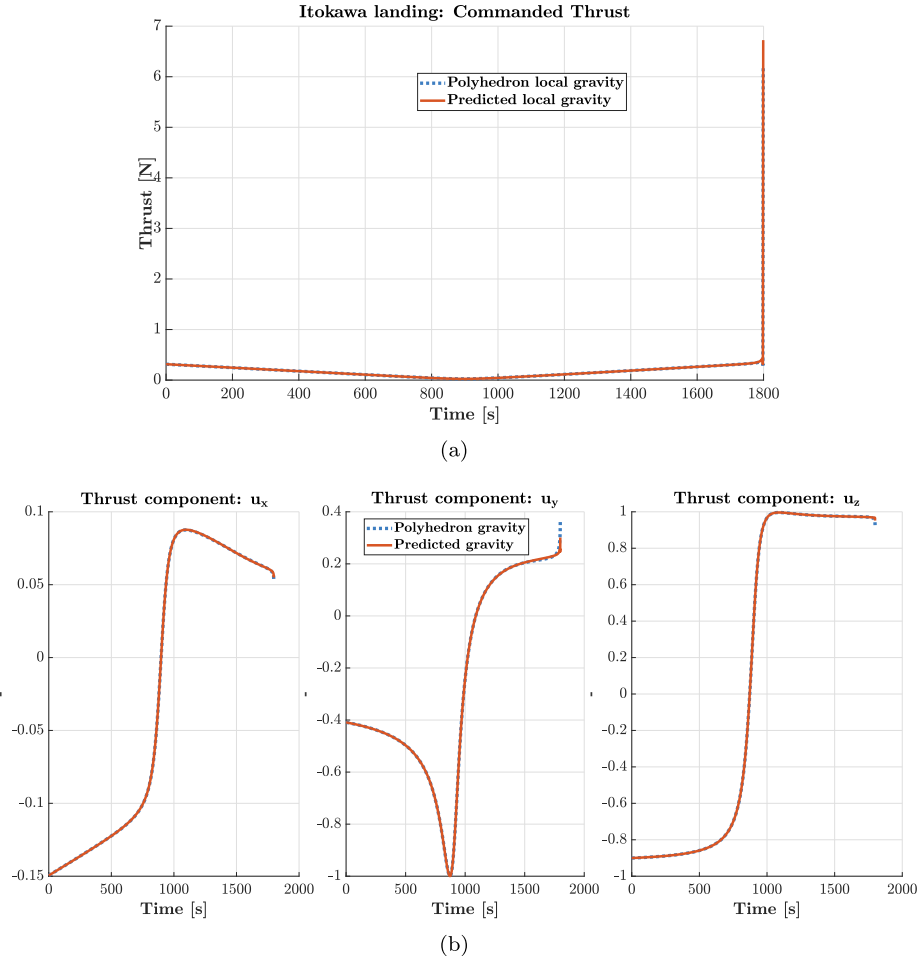 Itokawa landing: Commanded Thrust
7
6
5
4
3
2
1
0
Thrust [N]
Polyhedron local gravity
Predicted local gravity
0 200 400 600 800 1000 1200 1400 1600 1800
Time [s]
(a)
Thrust component: ux
0.1
0.05
0
-0.05
-0.1
-0.15
0 500 1000 1500 2000
Time [s]
Thrust component: uy
Polyhedron gravity
Predicted gravity
0.4
0.2
0
-0.2
-0.4
-0.6
-0.8
-1
0 500 1000 1500 2000
Time [s]
Thrust component: uz
1
0.8
0.6
0.4
0.2
0
-0.2
-0.4
-0.6
-0.8
-1
0 500 1000 1500 2000
Time [s]
(b)